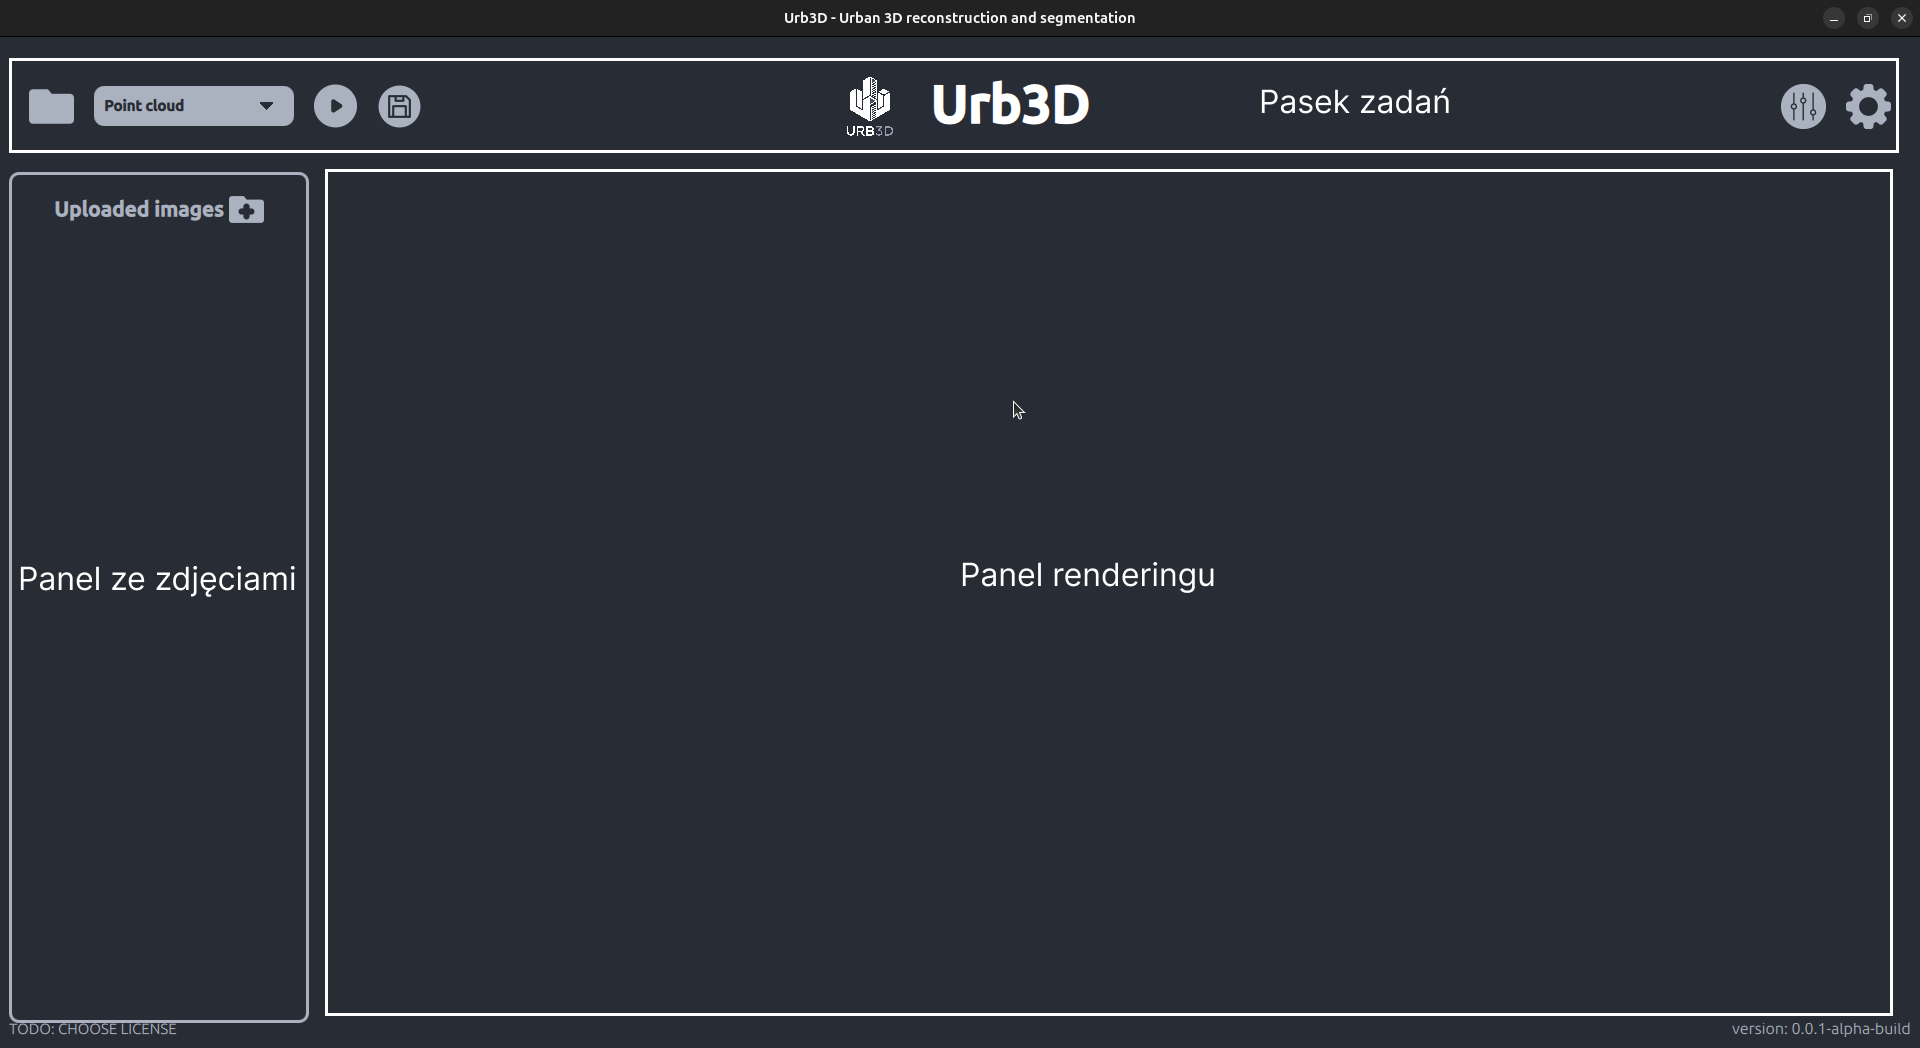 Urb3D - Urban 3D reconstruction and segmentation
Point cloud
URB3D
Urb3D
Pasek zadań
Uploaded images
Panel ze zdjęciami
Panel renderingu
TODO: CHOOSE LICENSE
version: 0.0.1-alpha-build